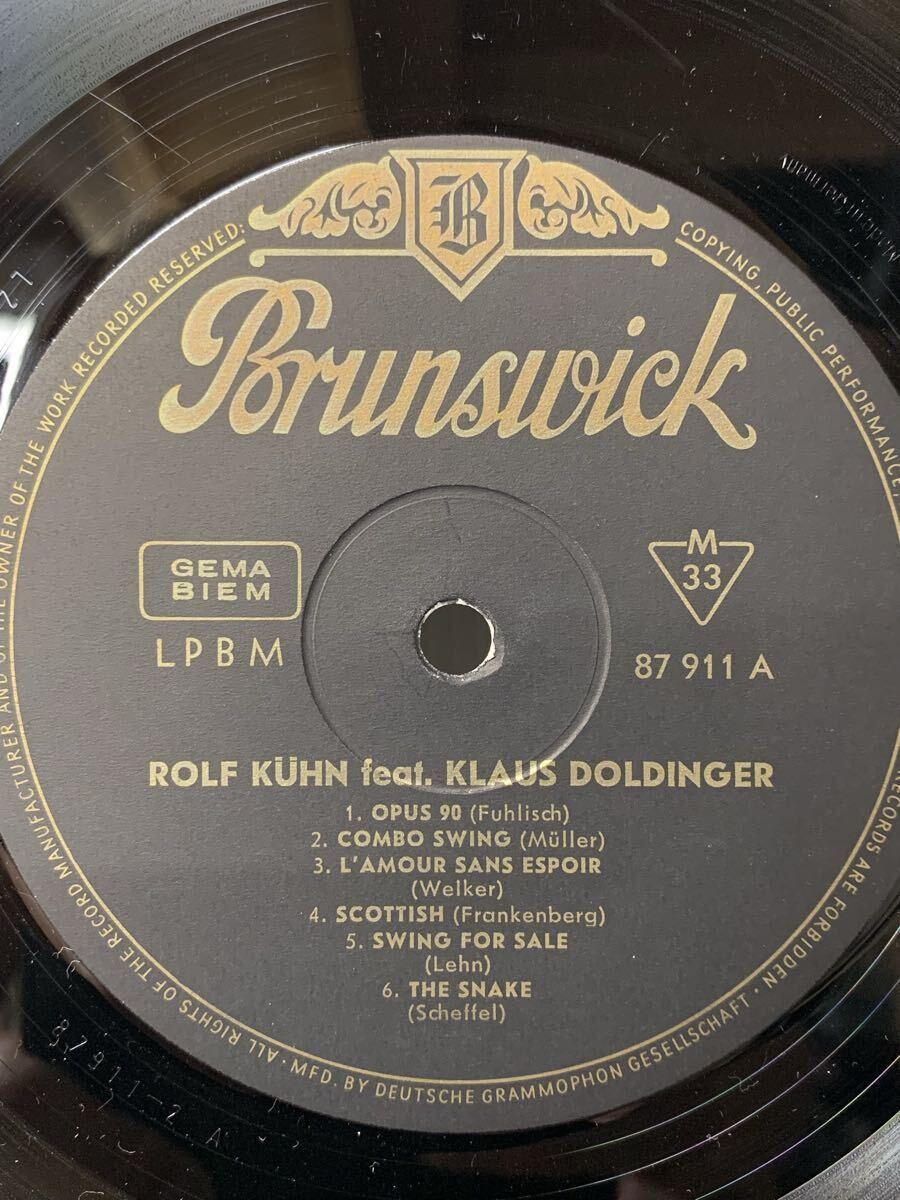 B
Brunswick
GEMA
BIEM
M
33
LPBM
87 911 A
ROLF KÜHN feat. KLAUS DOLDINGER
1. OPUS 90 (Fuhlisch)
2. COMBO SWING (Müller)
3. L'AMOUR SANS ESPOIR
(Welker)
4. SCOTTISH (Frankenberg)
5. SWING FOR SALE
(Lehn)
6. THE SNAKE
(Scheffel)
ALL RIGHTS OF THE RECORD MANUFACTURER AND OF THE OWNER OF THE WORK RECORDED RESERVED: COPYING, PUBLIC PERFORMANCE, RECORDS ARE FORBIDDEN · MFD. BY DEUTSCHE GRAMMOPHON GESELLSCHAFT ·